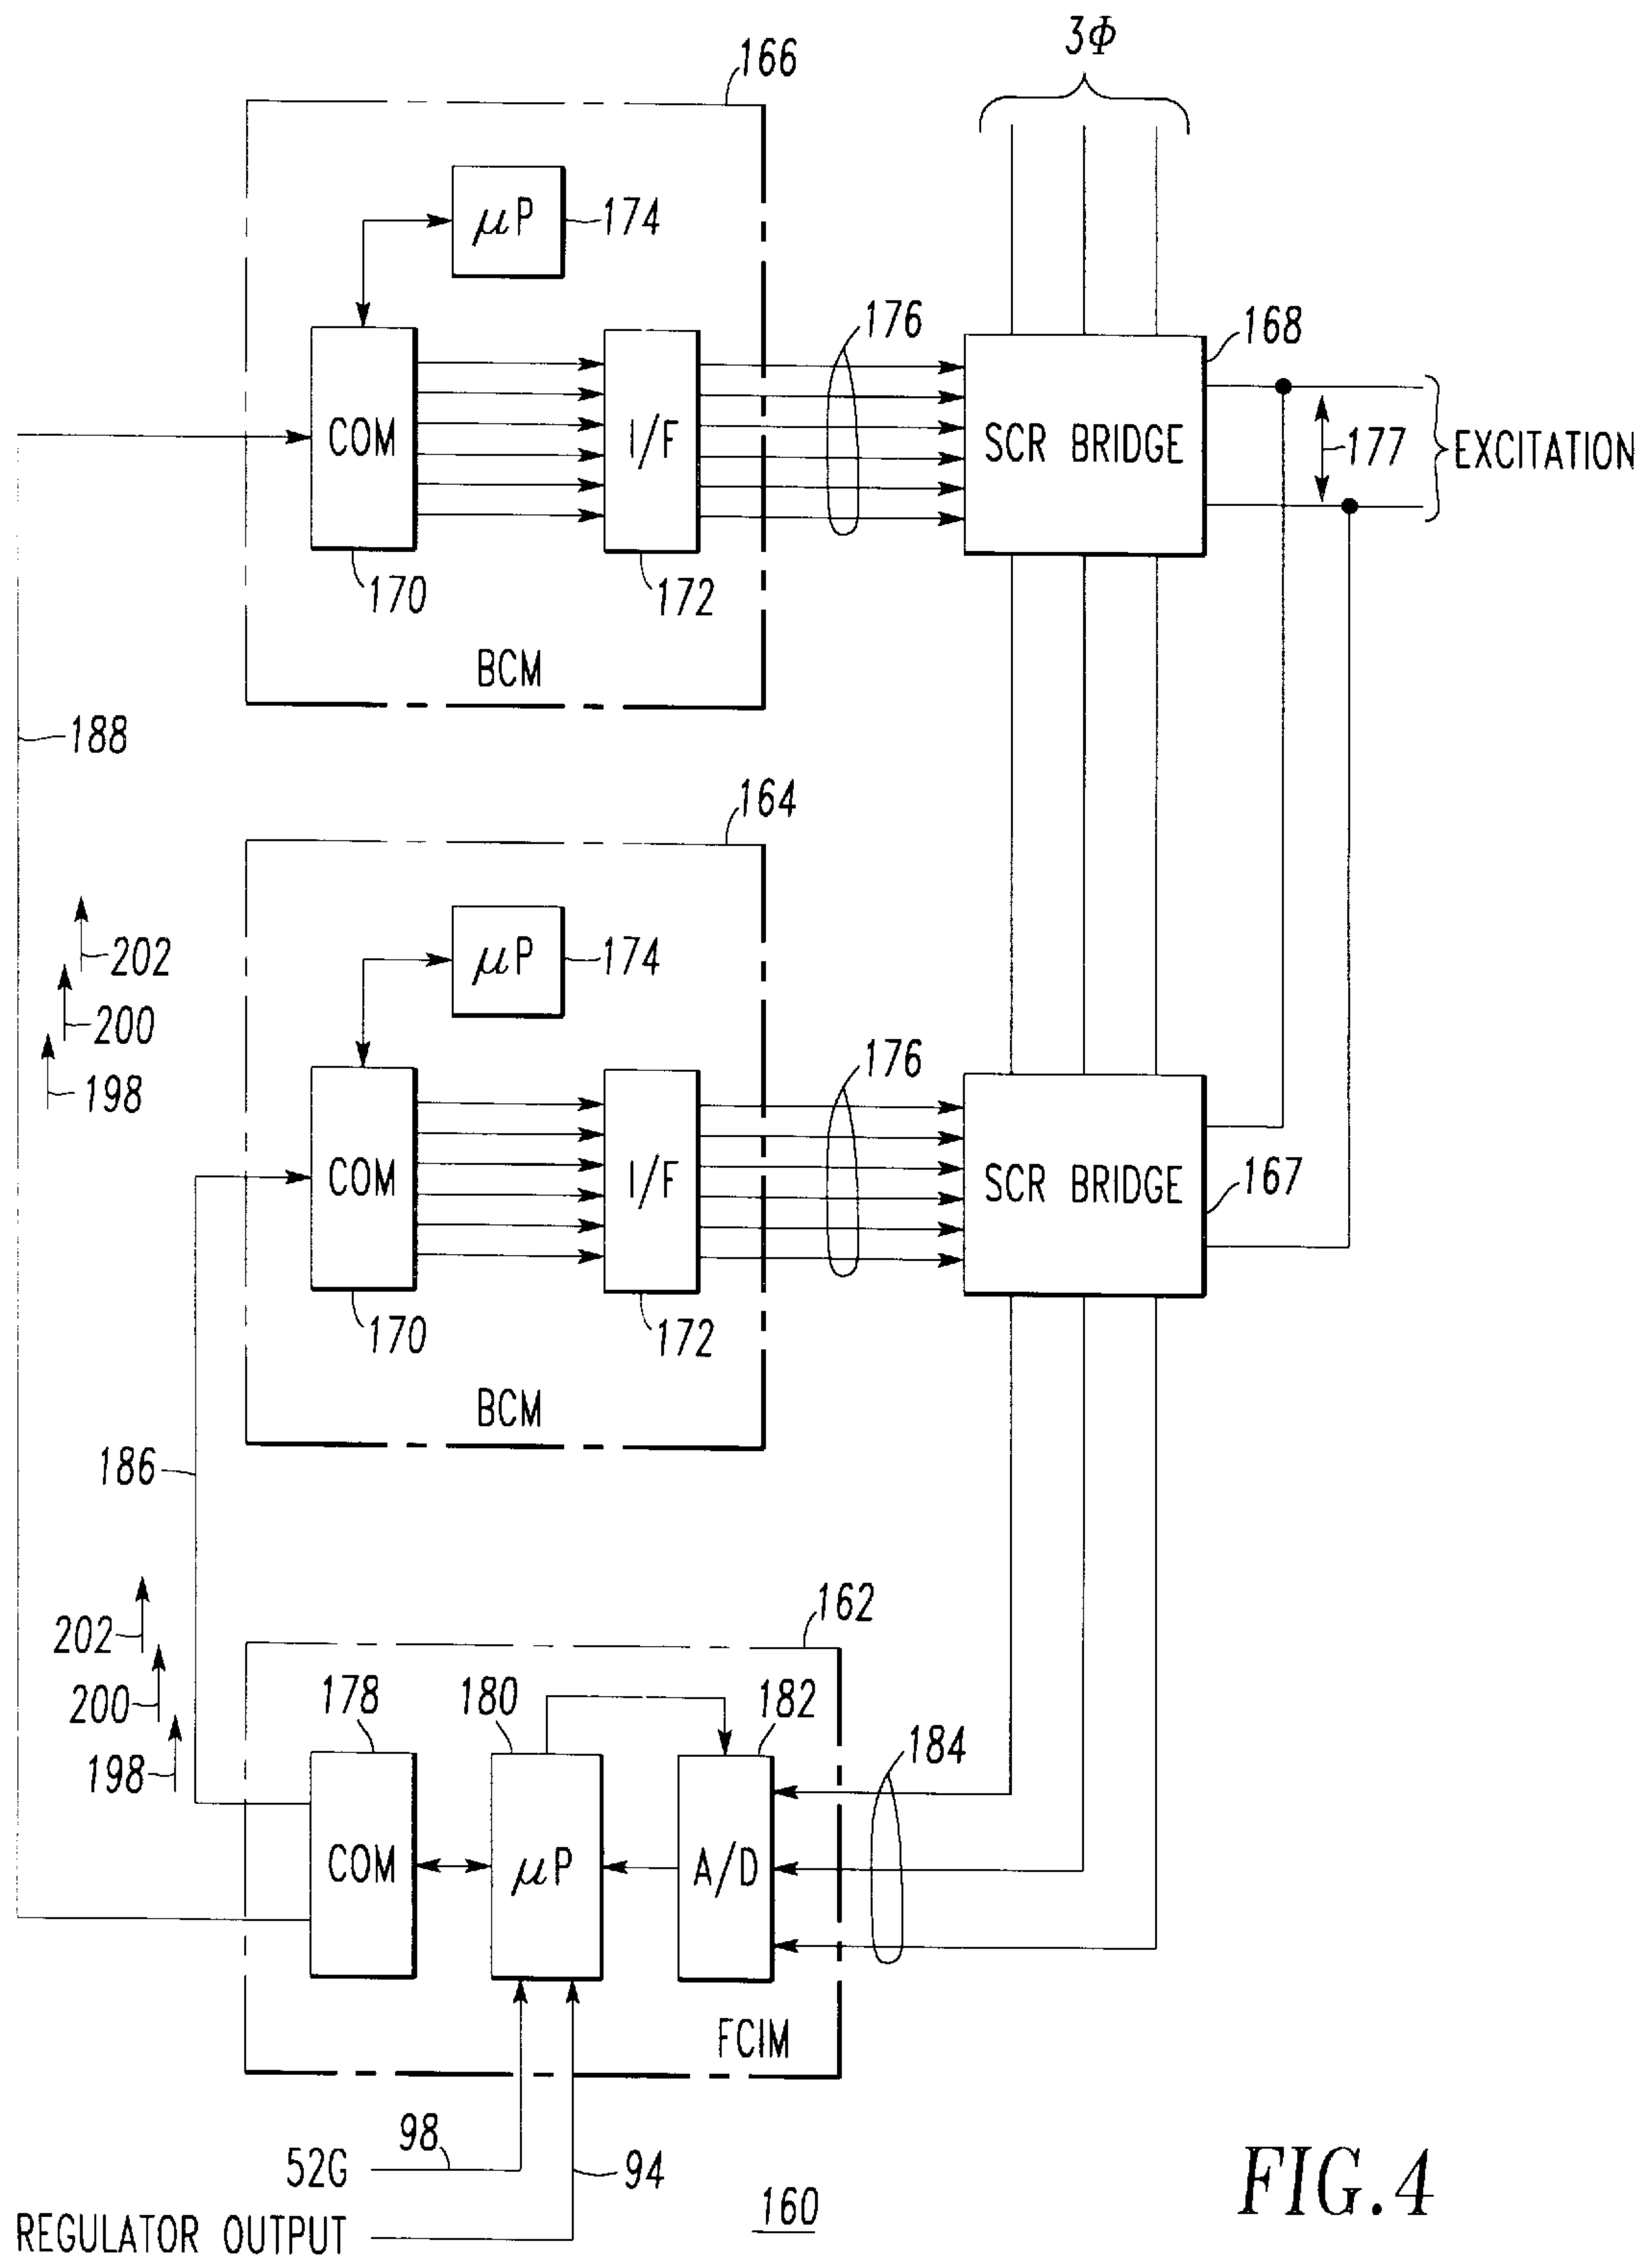 3Φ
166
μP
174
176
168
COM
I/F
SCR BRIDGE
177
EXCITATION
170
172
BCM
188
164
μP
174
202
200
198
176
COM
I/F
SCR BRIDGE
167
170
172
BCM
186
162
202
200
198
178
180
182
184
COM
μP
A/D
FCIM
98
52G
94
REGULATOR OUTPUT
160
FIG.4